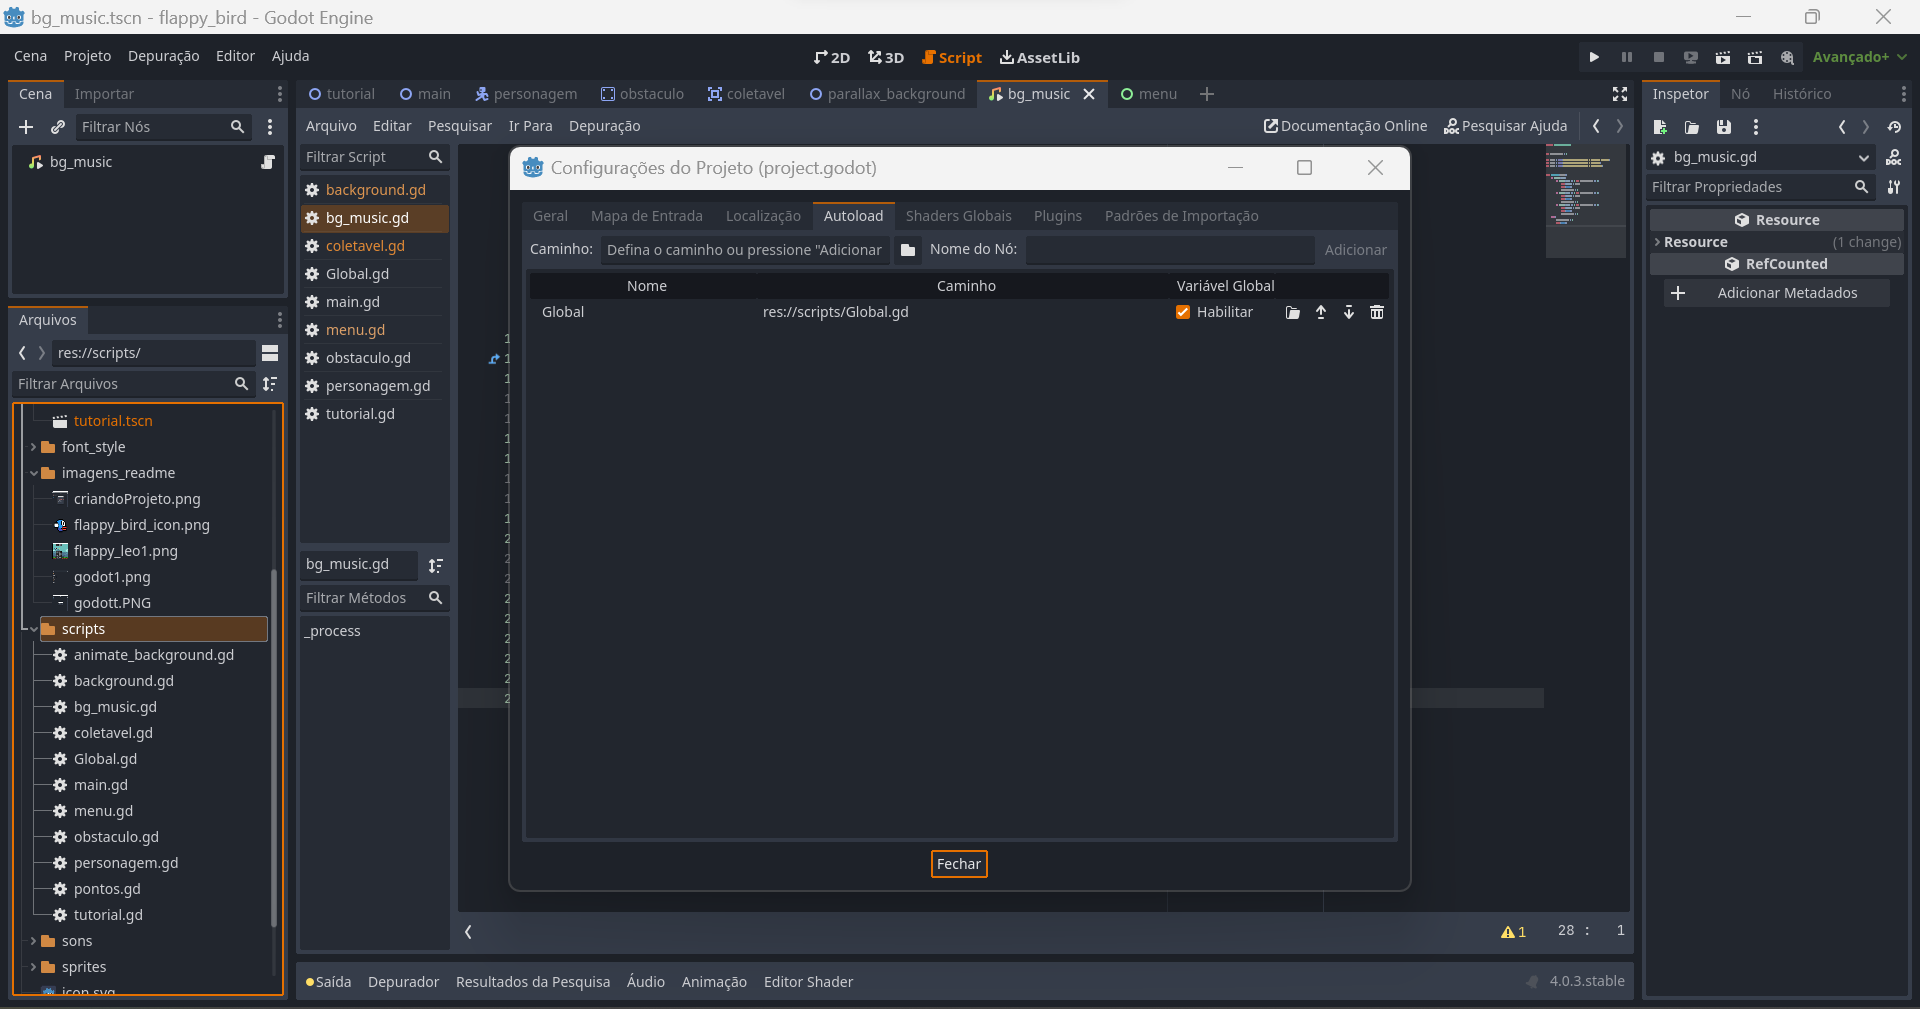 bg_music.tscn - flappy_bird - Godot Engine
Cena Projeto Depuração Editor Ajuda
2D 3D Script AssetLib
Avançado+
Cena Importar
Filtrar Nós
bg_music
Arquivos
res://scripts/
Filtrar Arquivos
tutorial.tscn
font_style
imagens_readme
criandoProjeto.png
flappy_bird_icon.png
flappy_leo1.png
godot1.png
godott.PNG
scripts
animate_background.gd
background.gd
bg_music.gd
coletavel.gd
Global.gd
main.gd
menu.gd
obstaculo.gd
personagem.gd
pontos.gd
tutorial.gd
sons
sprites
icon.svg
tutorial main personagem obstaculo coletavel parallax_background bg_music menu
Arquivo Editar Pesquisar Ir Para Depuração
Documentação Online Pesquisar Ajuda
Filtrar Script
background.gd
bg_music.gd
coletavel.gd
Global.gd
main.gd
menu.gd
obstaculo.gd
personagem.gd
tutorial.gd
bg_music.gd
Filtrar Métodos
_process
Configurações do Projeto (project.godot)
Geral Mapa de Entrada Localização Autoload Shaders Globais Plugins Padrões de Importação
Caminho: Defina o caminho ou pressione "Adicionar Nome do Nó: Adicionar
Nome Caminho Variável Global
Global res://scripts/Global.gd Habilitar
Fechar
1 28 : 1
Saída Depurador Resultados da Pesquisa Áudio Animação Editor Shader
4.0.3.stable
Inspetor Nó Histórico
bg_music.gd
Filtrar Propriedades
Resource
Resource (1 change)
RefCounted
Adicionar Metadados